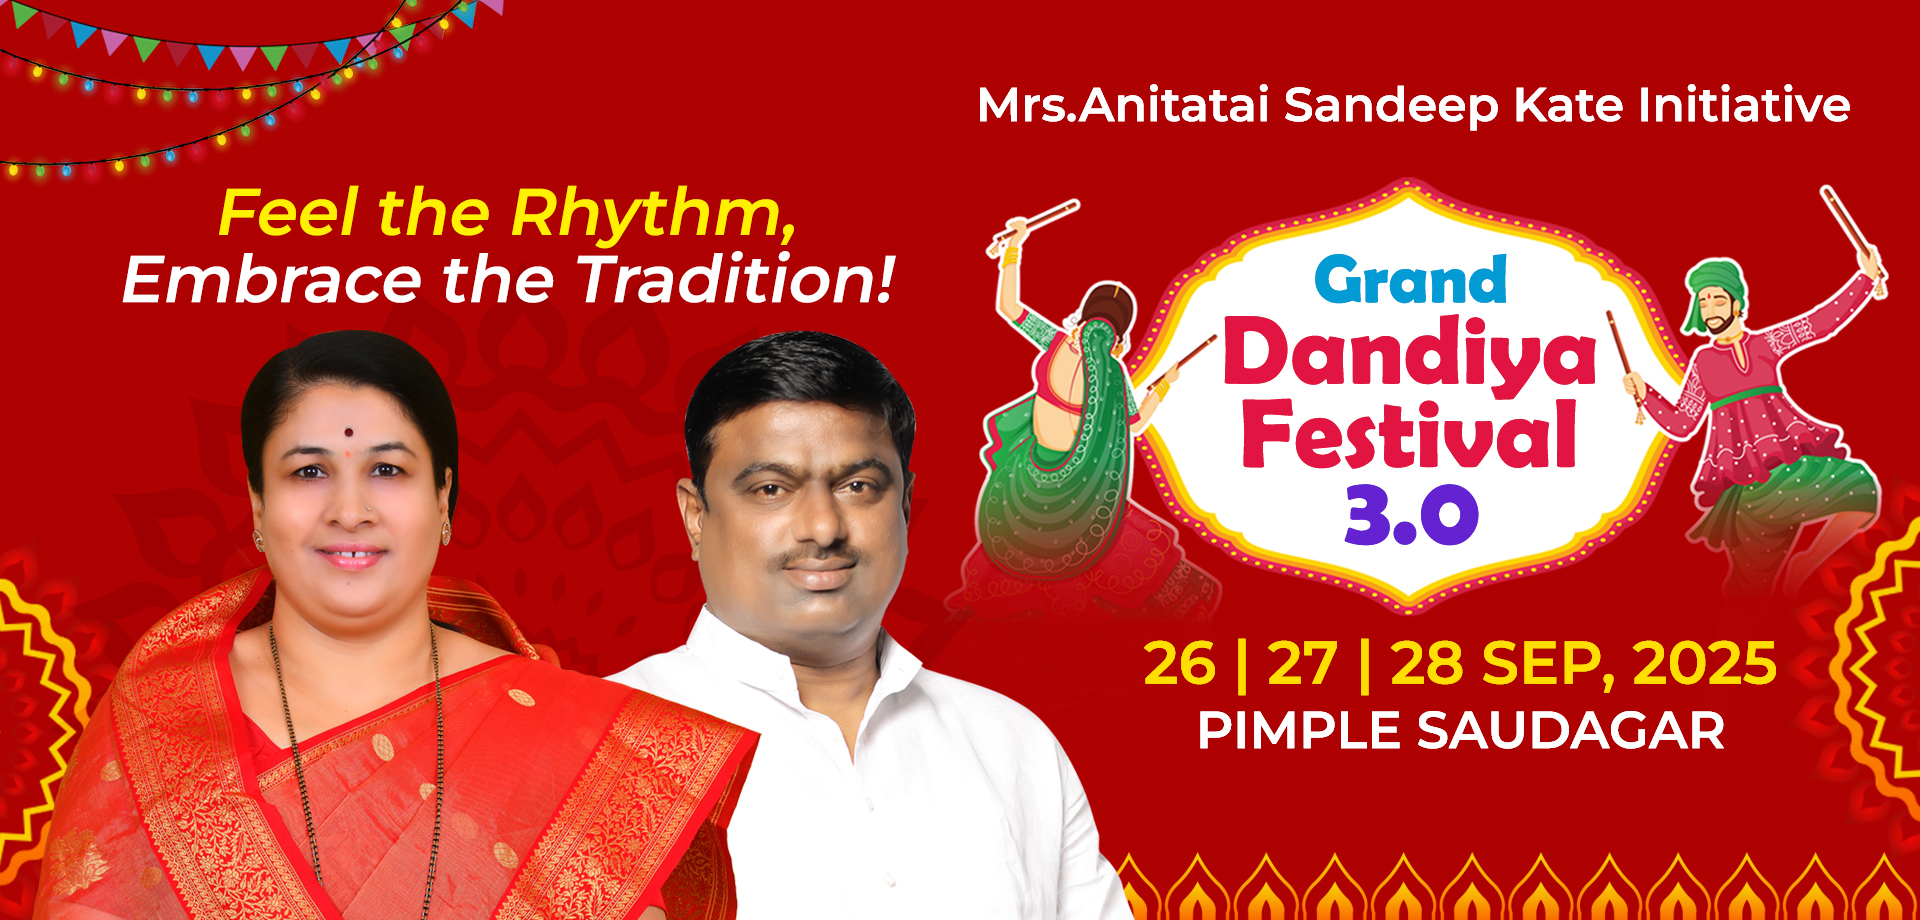 Mrs.Anitatai Sandeep Kate Initiative
Feel the Rhythm,
Embrace the Tradition!
Grand
Dandiya
Festival
3.0
26 | 27 | 28 SEP, 2025
PIMPLE SAUDAGAR